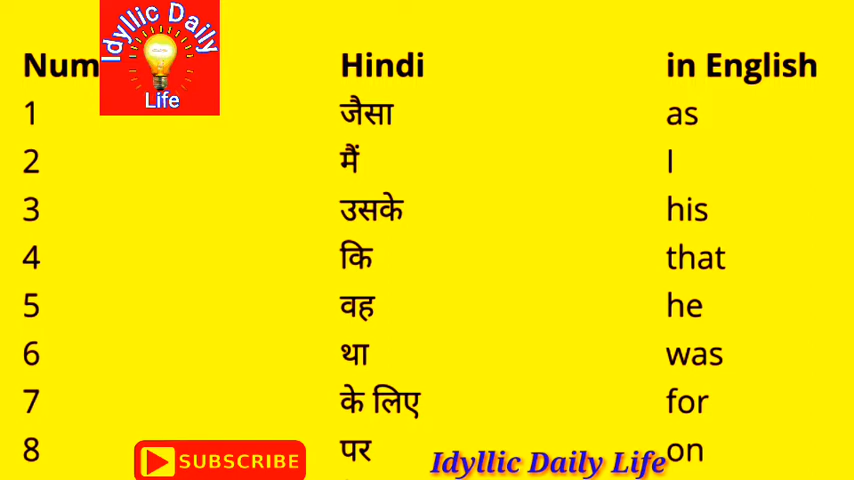 Idyllic Daily
Life
Num Hindi in English
1 जैसा as
2 मैं I
3 उसके his
4 कि that
5 वह he
6 था was
7 के लिए for
8 पर on
SUBSCRIBE Idyllic Daily Life